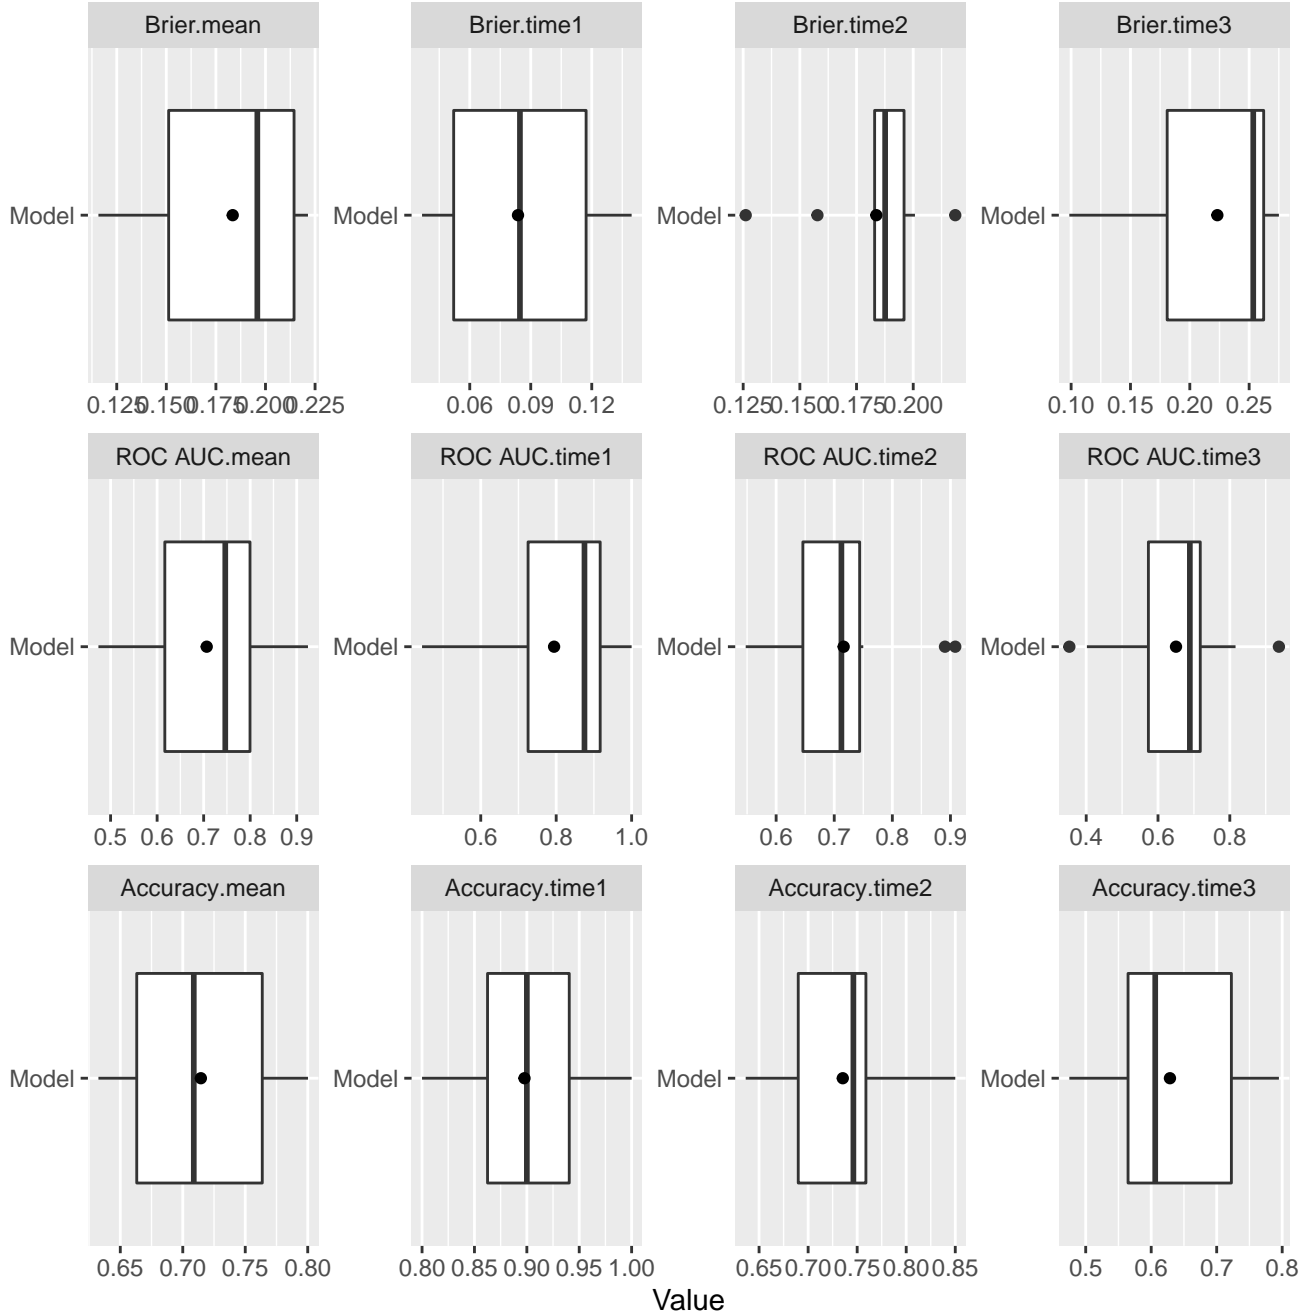 Brier.mean Brier.time1 Brier.time2 Brier.time3
Model Model Model Model
0.125 0.150 0.175 0.200 0.225 0.06 0.09 0.12 0.125 0.150 0.175 0.200 0.10 0.15 0.20 0.25
ROC AUC.mean ROC AUC.time1 ROC AUC.time2 ROC AUC.time3
Model Model Model Model
0.5 0.6 0.7 0.8 0.9 0.6 0.8 1.0 0.6 0.7 0.8 0.9 0.4 0.6 0.8
Accuracy.mean Accuracy.time1 Accuracy.time2 Accuracy.time3
Model Model Model Model
0.65 0.70 0.75 0.80 0.80 0.85 0.90 0.95 1.00 0.65 0.70 0.75 0.80 0.85 0.5 0.6 0.7 0.8
Value